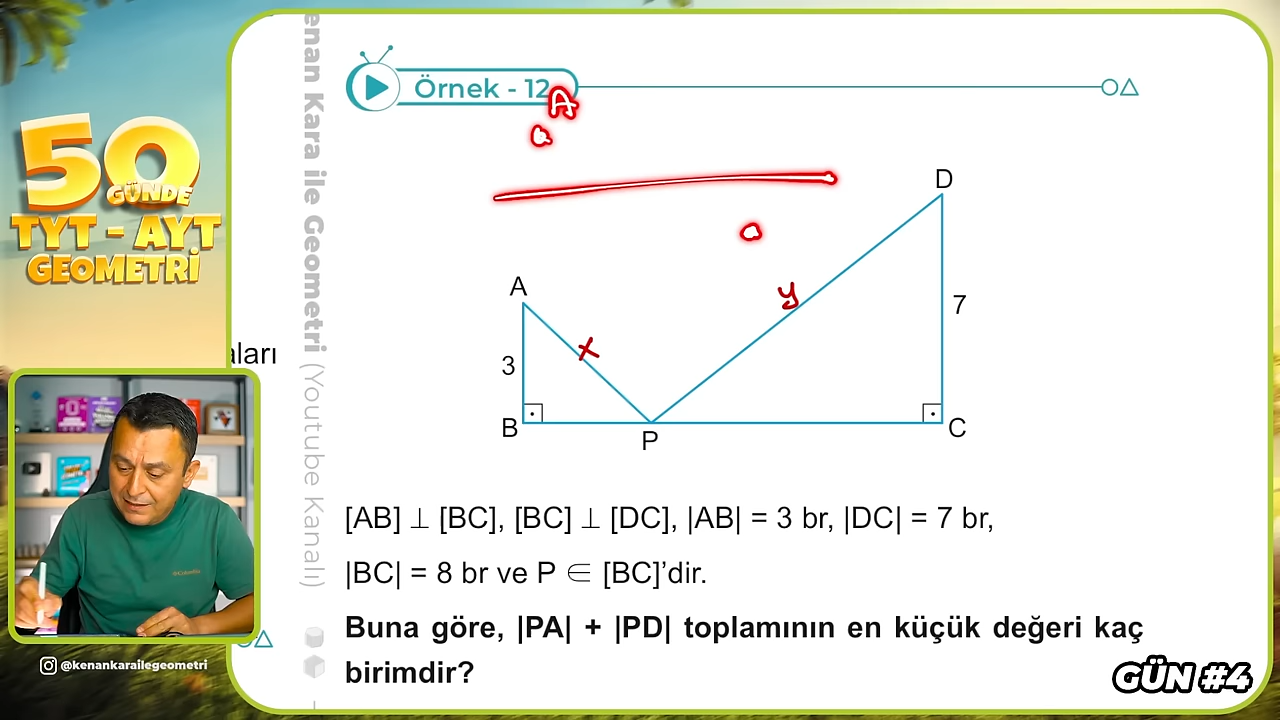 50
GÜNDE
TYT - AYT
GEOMETRİ
enan Kara ile Geometri (Youtube Kanalı)
Örnek - 12
A
D
A
y
7
x
3
B
P
C
ları
[AB] ⊥ [BC], [BC] ⊥ [DC], |AB| = 3 br, |DC| = 7 br,
|BC| = 8 br ve P ∈ [BC]’dir.
Buna göre, |PA| + |PD| toplamının en küçük değeri kaç
birimdir?
@kenankarailegeometri
GÜN #4